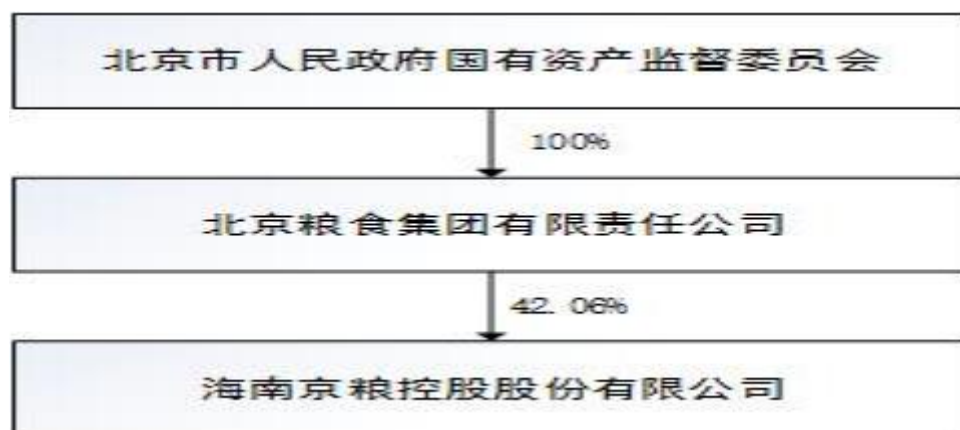 北京市人民政府国有资产监督委员会
100%
北京粮食集团有限责任公司
42.06%
海南京粮控股股份有限公司